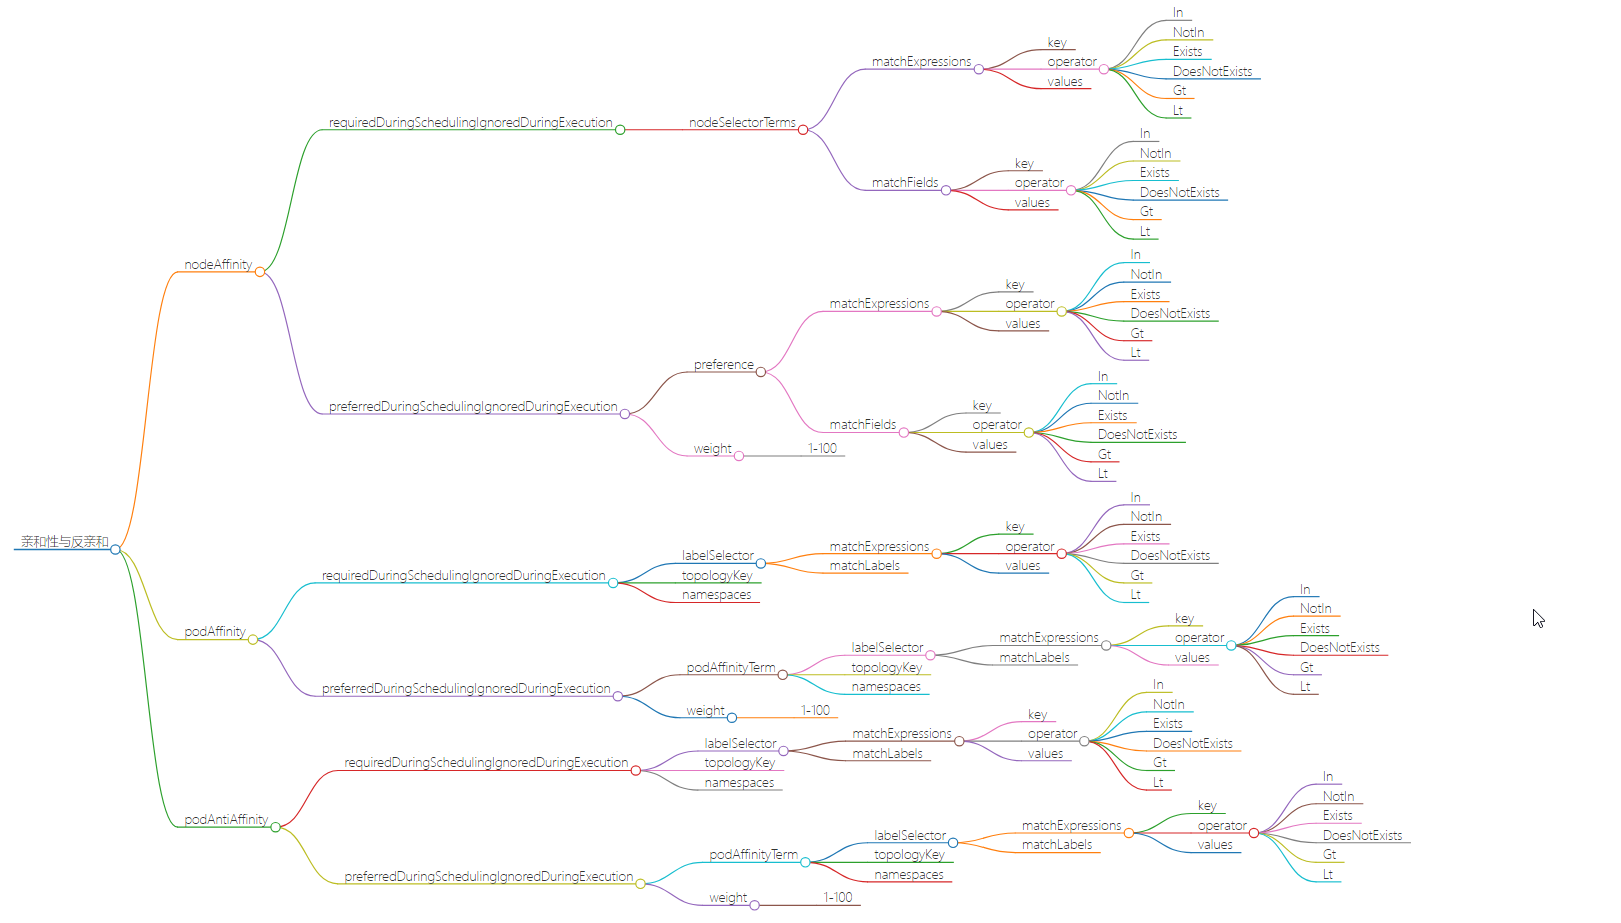 亲和性与反亲和
nodeAffinity
requiredDuringSchedulingIgnoredDuringExecution
nodeSelectorTerms
matchExpressions
key
operator
In
NotIn
Exists
DoesNotExists
Gt
Lt
values
matchFields
key
operator
In
NotIn
Exists
DoesNotExists
Gt
Lt
values
preferredDuringSchedulingIgnoredDuringExecution
preference
matchExpressions
key
operator
In
NotIn
Exists
DoesNotExists
Gt
Lt
values
matchFields
key
operator
In
NotIn
Exists
DoesNotExists
Gt
Lt
values
weight
1-100
podAffinity
requiredDuringSchedulingIgnoredDuringExecution
labelSelector
matchExpressions
key
operator
In
NotIn
Exists
DoesNotExists
Gt
Lt
values
matchLabels
topologyKey
namespaces
preferredDuringSchedulingIgnoredDuringExecution
podAffinityTerm
labelSelector
matchExpressions
key
operator
In
NotIn
Exists
DoesNotExists
Gt
Lt
values
matchLabels
topologyKey
namespaces
weight
1-100
podAntiAffinity
requiredDuringSchedulingIgnoredDuringExecution
labelSelector
matchExpressions
key
operator
In
NotIn
Exists
DoesNotExists
Gt
Lt
values
matchLabels
topologyKey
namespaces
preferredDuringSchedulingIgnoredDuringExecution
podAffinityTerm
labelSelector
matchExpressions
key
operator
In
NotIn
Exists
DoesNotExists
Gt
Lt
values
matchLabels
topologyKey
namespaces
weight
1-100